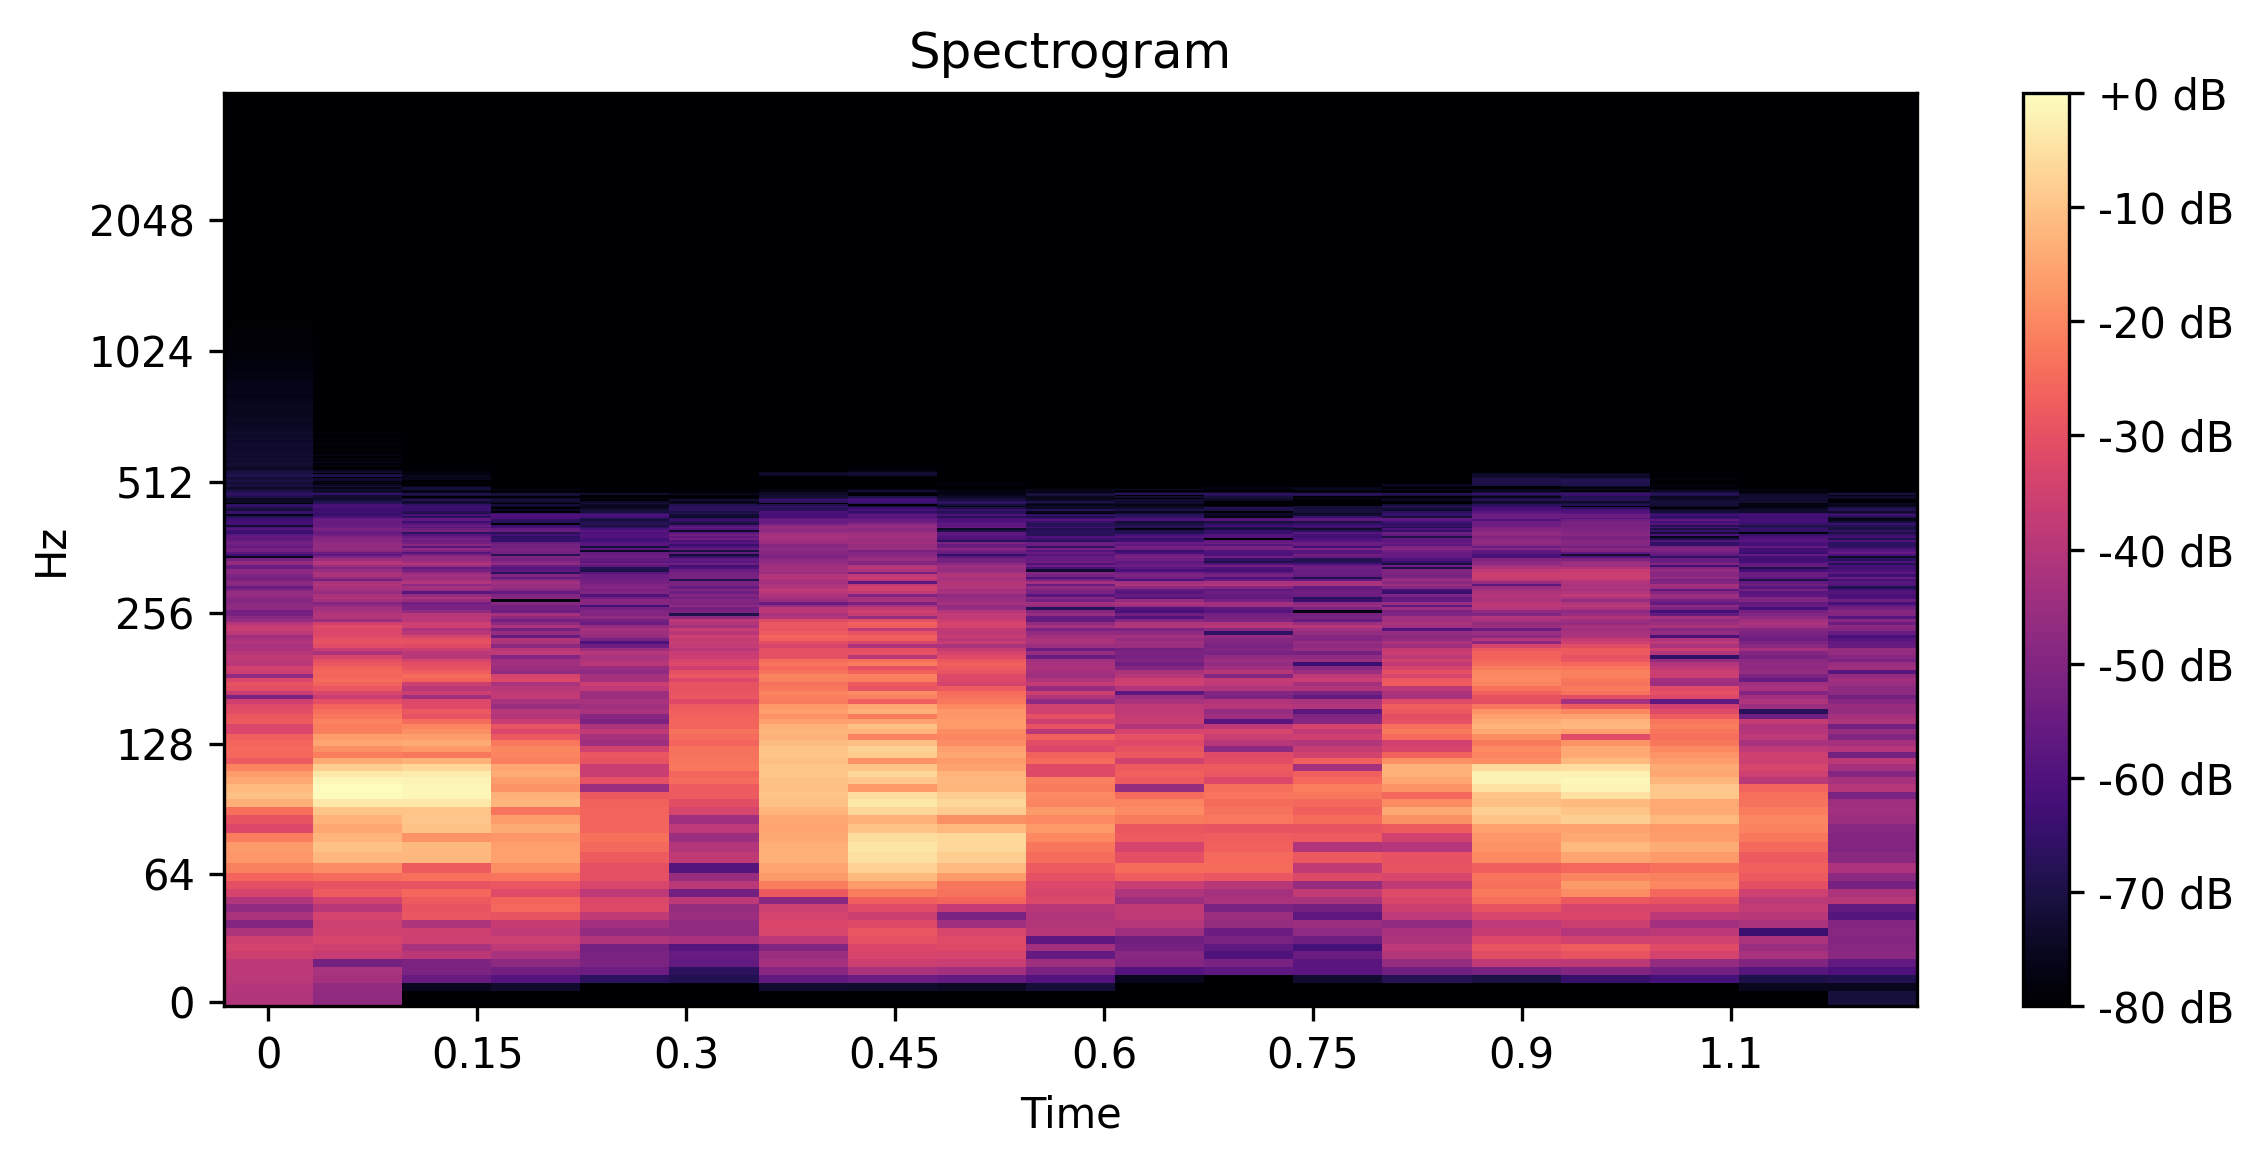 Spectrogram
Hz
2048
1024
512
256
128
64
0
0 0.15 0.3 0.45 0.6 0.75 0.9 1.1
Time
+0 dB
-10 dB
-20 dB
-30 dB
-40 dB
-50 dB
-60 dB
-70 dB
-80 dB